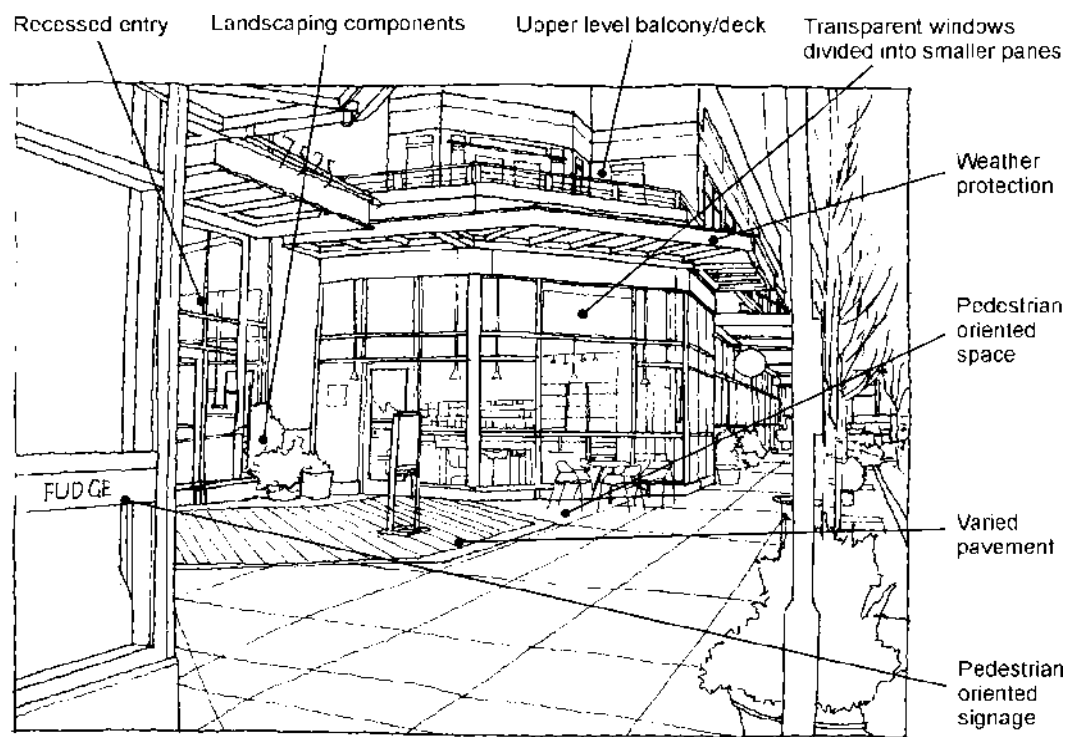 Recessed entry
Landscaping components
Upper level balcony/deck
Transparent windows
divided into smaller panes
Weather
protection
Pedestrian
oriented
space
FUDGE
Varied
pavement
Pedestrian
oriented
signage